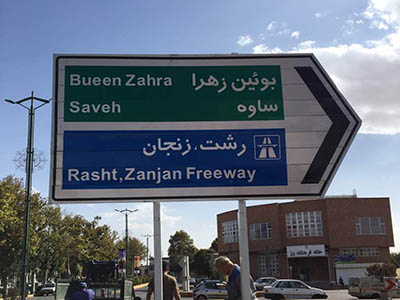 Bueen Zahra بوئین زهرا
Saveh ساوه
رشت، زنجان
Rasht, Zanjan Freeway